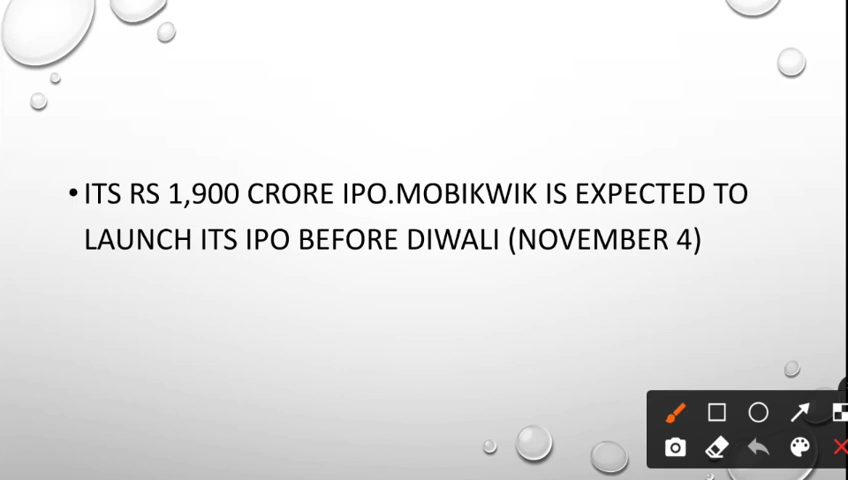 • ITS RS 1,900 CRORE IPO.MOBIKWIK IS EXPECTED TO
LAUNCH ITS IPO BEFORE DIWALI (NOVEMBER 4)